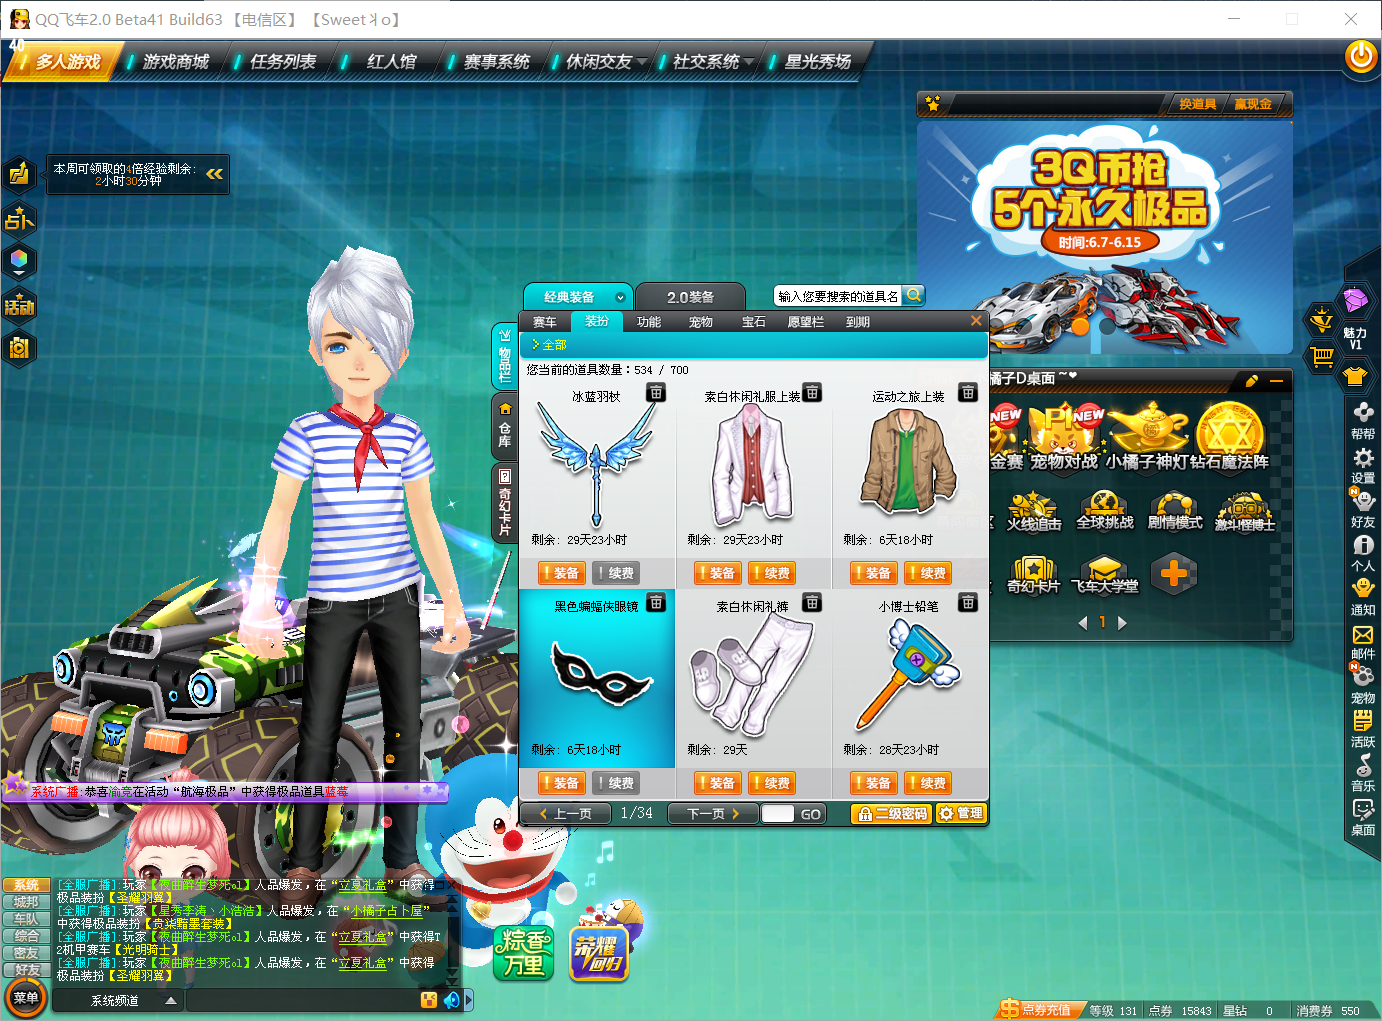 QQ飞车2.0 Beta41 Build63 【电信区】 【Sweet丬o】
40
多人游戏 游戏商城 任务列表 红人馆 赛事系统 休闲交友 社交系统 星光秀场
换道具 赢现金
本周可领取的4倍经验剩余:
2小时30分钟
占卜
活动
3Q币抢
5个永久极品
时间:6.7-6.15
经典装备 2.0装备 输入您要搜索的道具名
赛车 装扮 功能 宠物 宝石 愿望栏 到期
物品栏
仓库
奇幻卡片
全部
您当前的道具数量：534 / 700
冰蓝羽杖 素白休闲礼服上装 运动之旅上装
剩余: 29天23小时 剩余: 29天23小时 剩余: 6天18小时
装备 续费 装备 续费 装备 续费
黑色蝙蝠侠眼镜 素白休闲礼裤 小博士铅笔
剩余: 6天18小时 剩余: 29天 剩余: 28天23小时
装备 续费 装备 续费 装备 续费
上一页 1/34 下一页 GO 二级密码 管理
橘子D桌面~❤
NEW NEW
金赛 宠物对战 小橘子神灯 钻石魔法阵
火线追击 全球挑战 剧情模式 激斗怪博士
奇幻卡片 飞车大学堂
1
魅力
V1
帮帮
设置
N
好友
个人
通知
邮件
N
宠物
活跃
音乐
桌面
系统广播:恭喜渝竞在活动“航海极品”中获得极品道具蓝莓
系统
城邦
车队
综合
密友
好友
[全服广播]:玩家【夜曲醉生梦死ol】人品爆发，在“立夏礼盒”中获得
极品装扮【圣耀羽翼】
[全服广播]:玩家【星秀李涛丶小浩浩】人品爆发，在“小橘子占卜屋”
中获得极品装扮【贵柒黯墨套装】
[全服广播]:玩家【夜曲醉生梦死ol】人品爆发，在“立夏礼盒”中获得T
2机甲赛车【光明骑士】
[全服广播]:玩家【夜曲醉生梦死ol】人品爆发，在“立夏礼盒”中获得
极品装扮【圣耀羽翼】
菜单 系统频道
粽香
万里
荣耀
回归
点券充值 等级 131 点券 15843 星钻 0 消费券 550